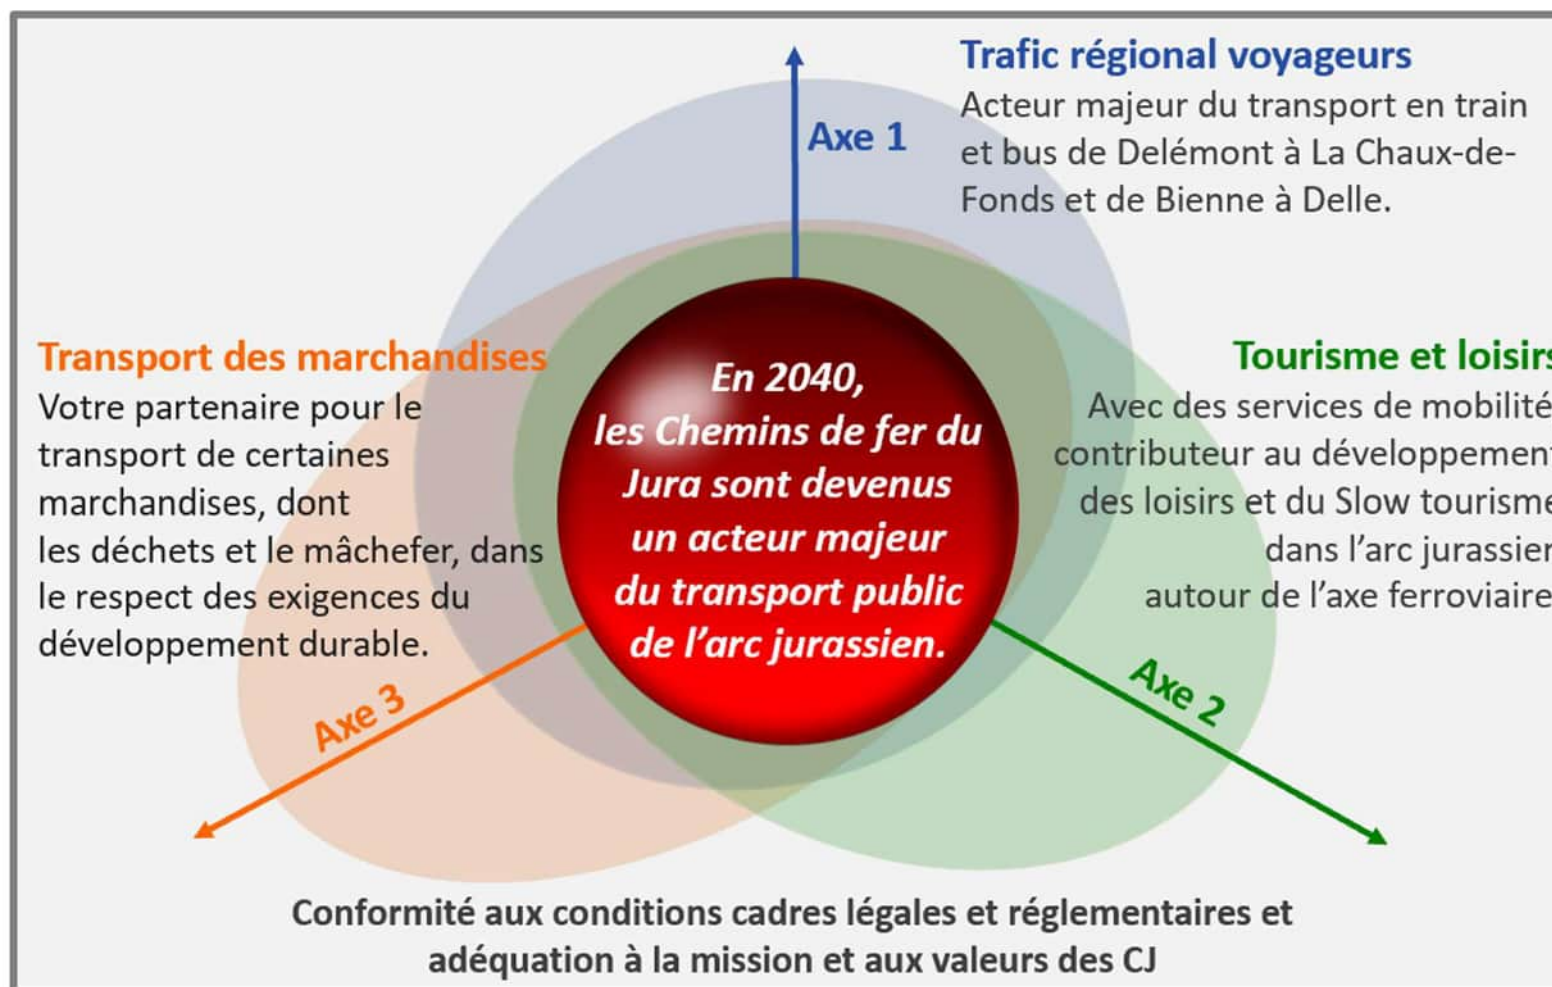 Trafic régional voyageurs
Acteur majeur du transport en train
et bus de Delémont à La Chaux-de-
Fonds et de Bienne à Delle.
Axe 1
Transport des marchandises
Votre partenaire pour le
transport de certaines
marchandises, dont
les déchets et le mâchefer, dans
le respect des exigences du
développement durable.
Axe 3
En 2040,
les Chemins de fer du
Jura sont devenus
un acteur majeur
du transport public
de l’arc jurassien.
Tourisme et loisirs
Avec des services de mobilité
contributeur au développement
des loisirs et du Slow tourisme
dans l’arc jurassien
autour de l’axe ferroviaire
Axe 2
Conformité aux conditions cadres légales et réglementaires et
adéquation à la mission et aux valeurs des CJ